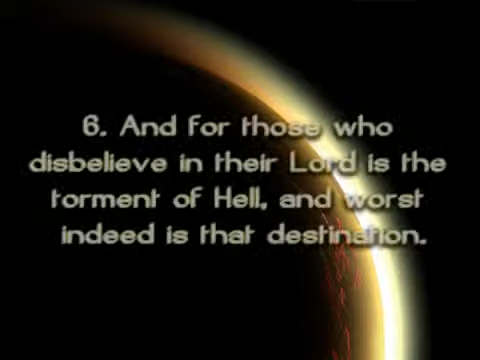 6. And for those who
disbelieve in their Lord is the
torment of Hell, and worst
indeed is that destination.